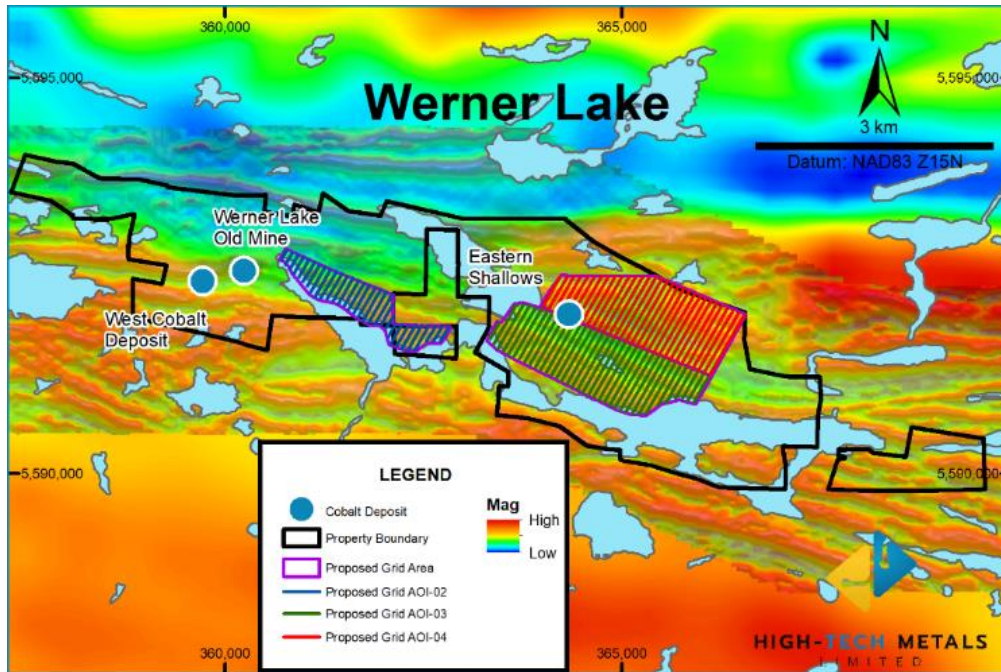 360,000
365,000
5,595,000
5,595,000
Werner Lake
N
3 km
Datum: NAD83 Z15N
Werner Lake
Old Mine
Eastern
Shallows
West Cobalt
Deposit
5,590,000
5,590,000
LEGEND
Cobalt Deposit
Property Boundary
Proposed Grid Area
Proposed Grid AOI-02
Proposed Grid AOI-03
Proposed Grid AOI-04
Mag
High
Low
360,000
365,000
HIGH-TECH METALS
LIMITED